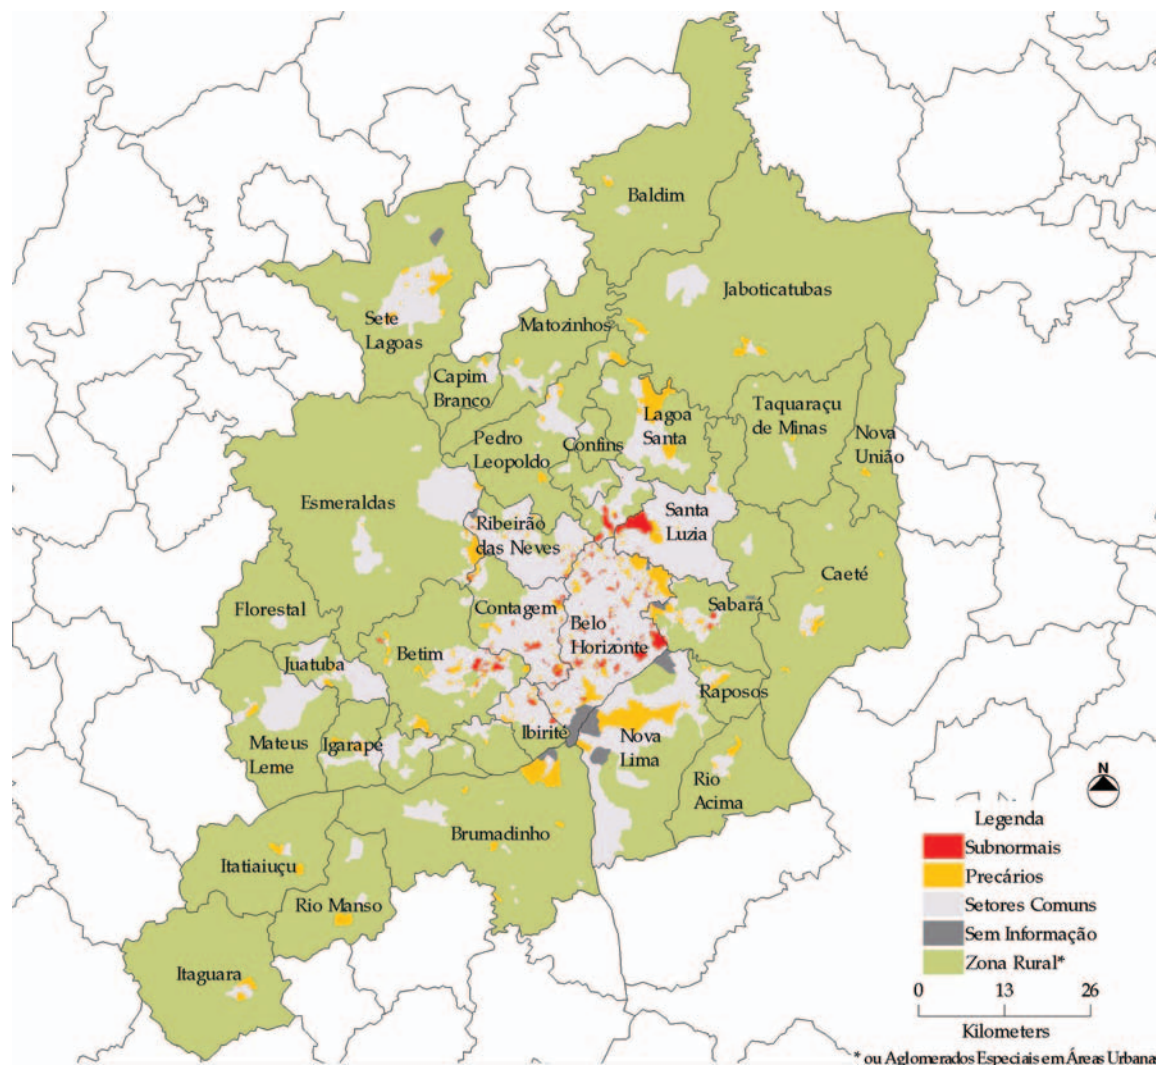 Baldim
Jaboticatubas
Sete
Lagoas
Matozinhos
Capim
Branco
Lagoa
Santa
Taquaraçu
de Minas
Nova
União
Pedro
Leopoldo
Confins
Esmeraldas
Ribeirão
das Neves
Santa
Luzia
Caeté
Florestal
Contagem
Sabará
Belo
Horizonte
Betim
Juatuba
Raposos
Mateus
Leme
Igarapé
Ibirité
Nova
Lima
Rio
Acima
Brumadinho
Itatiaiuçu
Rio Manso
Itaguara
N
Legenda
Subnormais
Precários
Setores Comuns
Sem Informação
Zona Rural*
0 13 26
Kilometers
* ou Aglomerados Especiais em Áreas Urbana